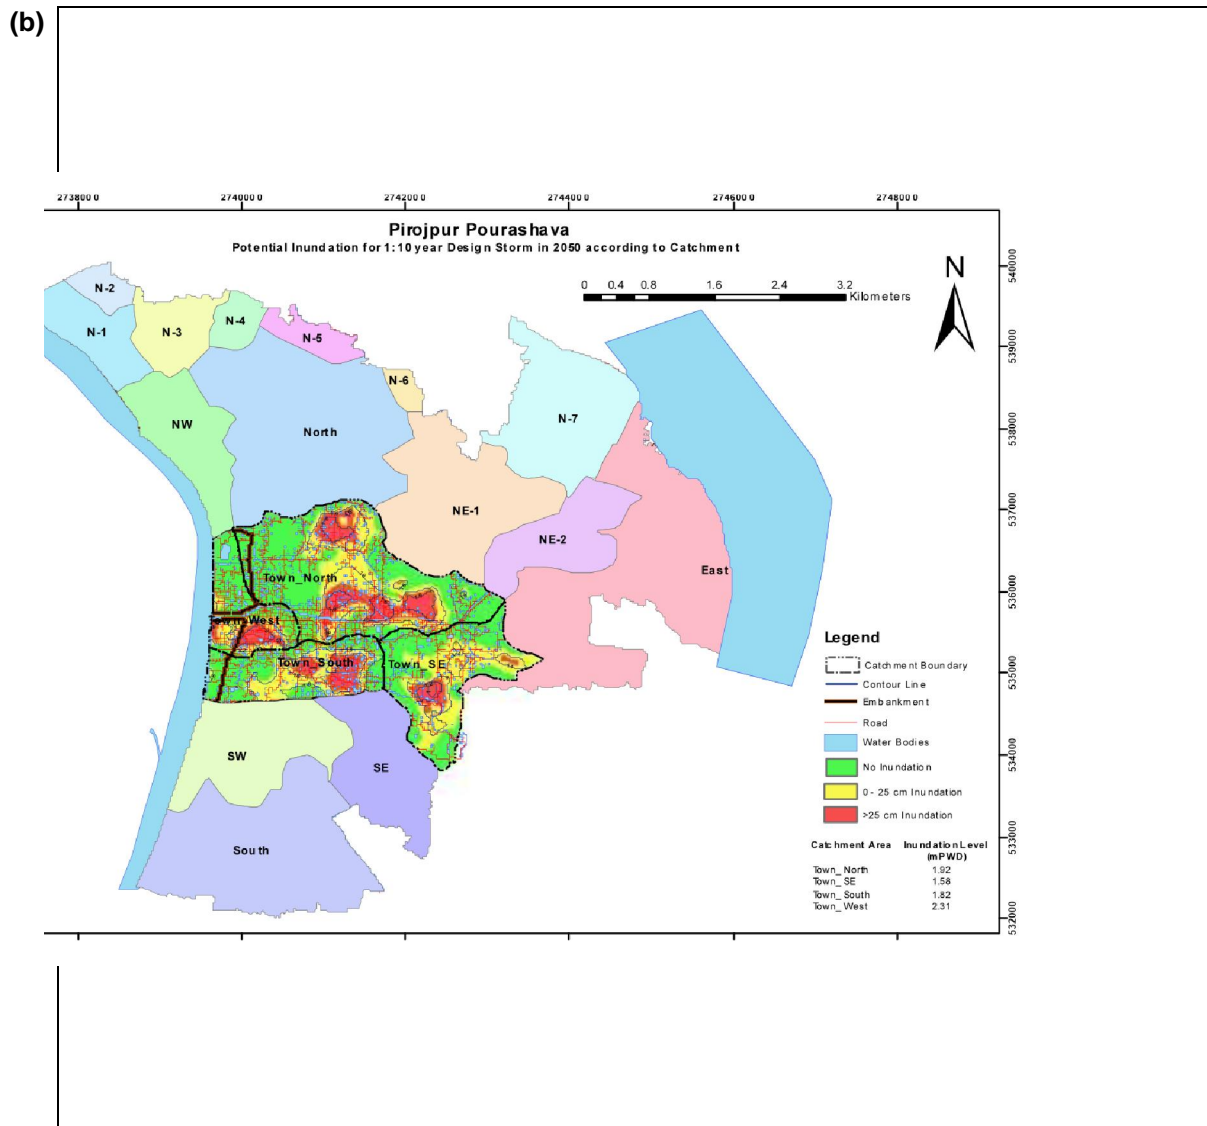 (b)
2738000 2740000 2742000 2744000 2746000 2748000
Pirojpur Pourashava
Potential Inundation for 1:10 year Design Storm in 2050 according to Catchment
N
0 0.4 0.8 1.6 2.4 3.2
Kilometers
540000
539000
538000
537000
536000
535000
534000
533000
532000
N-2
N-1
N-3
N-4
N-5
N-6
N-7
NW
North
NE-1
NE-2
East
Town_North
Town_West
Town_South
Town_SE
SW
SE
South
Legend
Catchment Boundary
Contour Line
Embankment
Road
Water Bodies
No Inundation
0 - 25 cm Inundation
>25 cm Inundation
Catchment Area Inundation Level
(mPWD)
Town_North 1.92
Town_SE 1.58
Town_South 1.82
Town_West 2.31